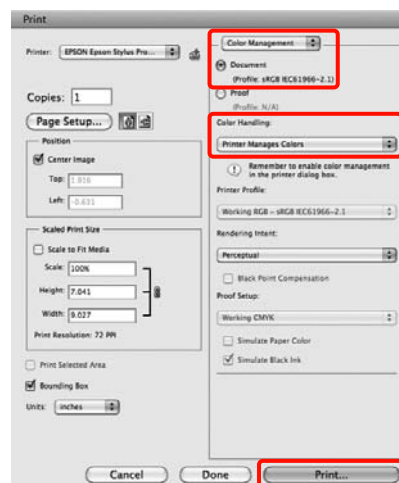 Print
Printer: EPSON Epson Stylus Pro...
Copies: 1
Page Setup...
Position
Center Image
Top: 1.916
Left: -0.631
Scaled Print Size
Scale to Fit Media
Scale: 100%
Height: 7.041
Width: 9.027
Print Resolution: 72 PPI
Print Selected Area
Bounding Box
Units: inches
Color Management
Document
(Profile: sRGB IEC61966-2.1)
Proof
(Profile: N/A)
Color Handling:
Printer Manages Colors
Remember to enable color management
in the printer dialog box.
Printer Profile:
Working RGB - sRGB IEC61966-2.1
Rendering Intent:
Perceptual
Black Point Compensation
Proof Setup:
Working CMYK
Simulate Paper Color
Simulate Black Ink
Cancel
Done
Print...